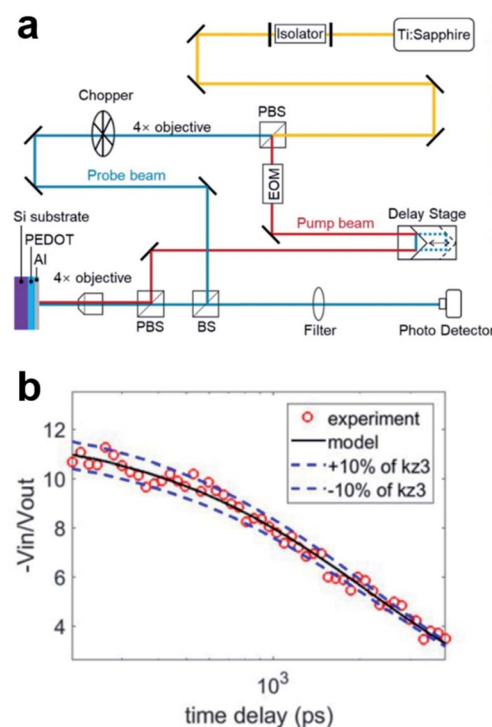 a
Isolator
Ti:Sapphire
Chopper
4× objective
PBS
Probe beam
EOM
Pump beam
Delay Stage
Si substrate
PEDOT
Al
4× objective
PBS
BS
Filter
Photo Detector
b
12
10
8
6
4
-Vin/Vout
experiment
model
+10% of kz3
-10% of kz3
10³
time delay (ps)